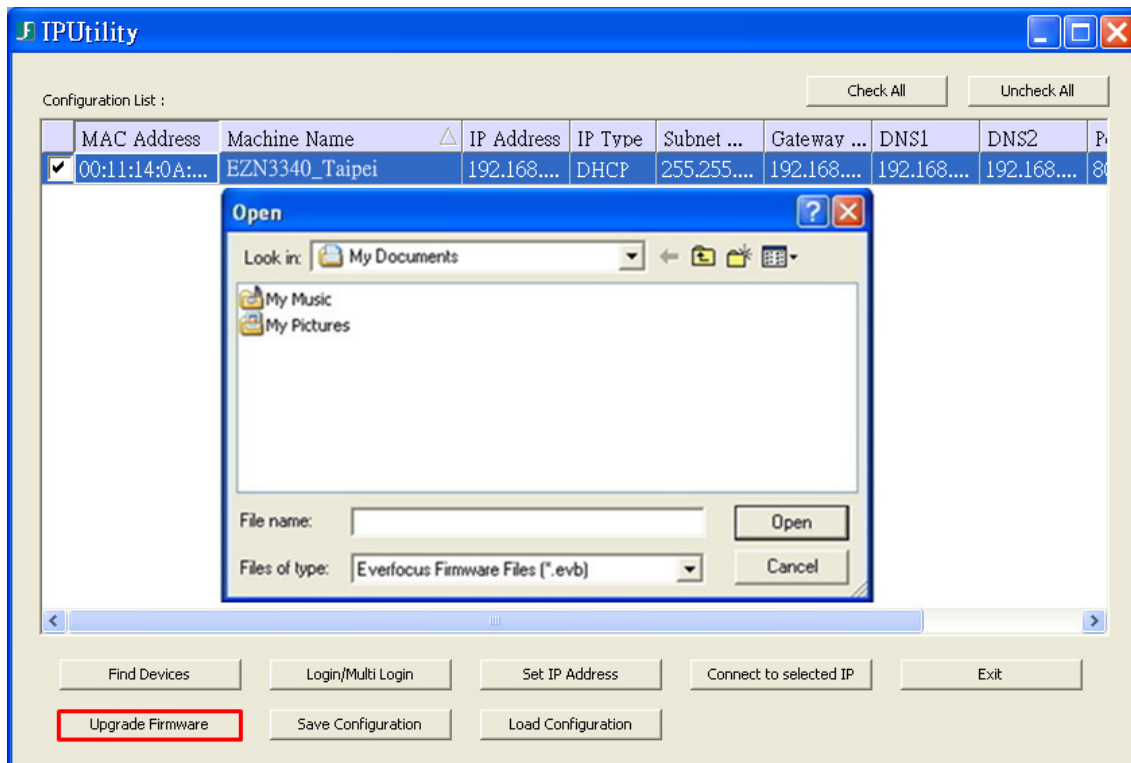 IPUtility
Check All Uncheck All
Configuration List :
MAC Address Machine Name IP Address IP Type Subnet ... Gateway ... DNS1 DNS2
00:11:14:0A:... EZN3340_Taipei 192.168.... DHCP 255.255.... 192.168.... 192.168.... 192.168.... 80
Open
Look in: My Documents
My Music
My Pictures
File name: Open
Files of type: Everfocus Firmware Files (*.evb) Cancel
Find Devices Login/Multi Login Set IP Address Connect to selected IP Exit
Upgrade Firmware Save Configuration Load Configuration